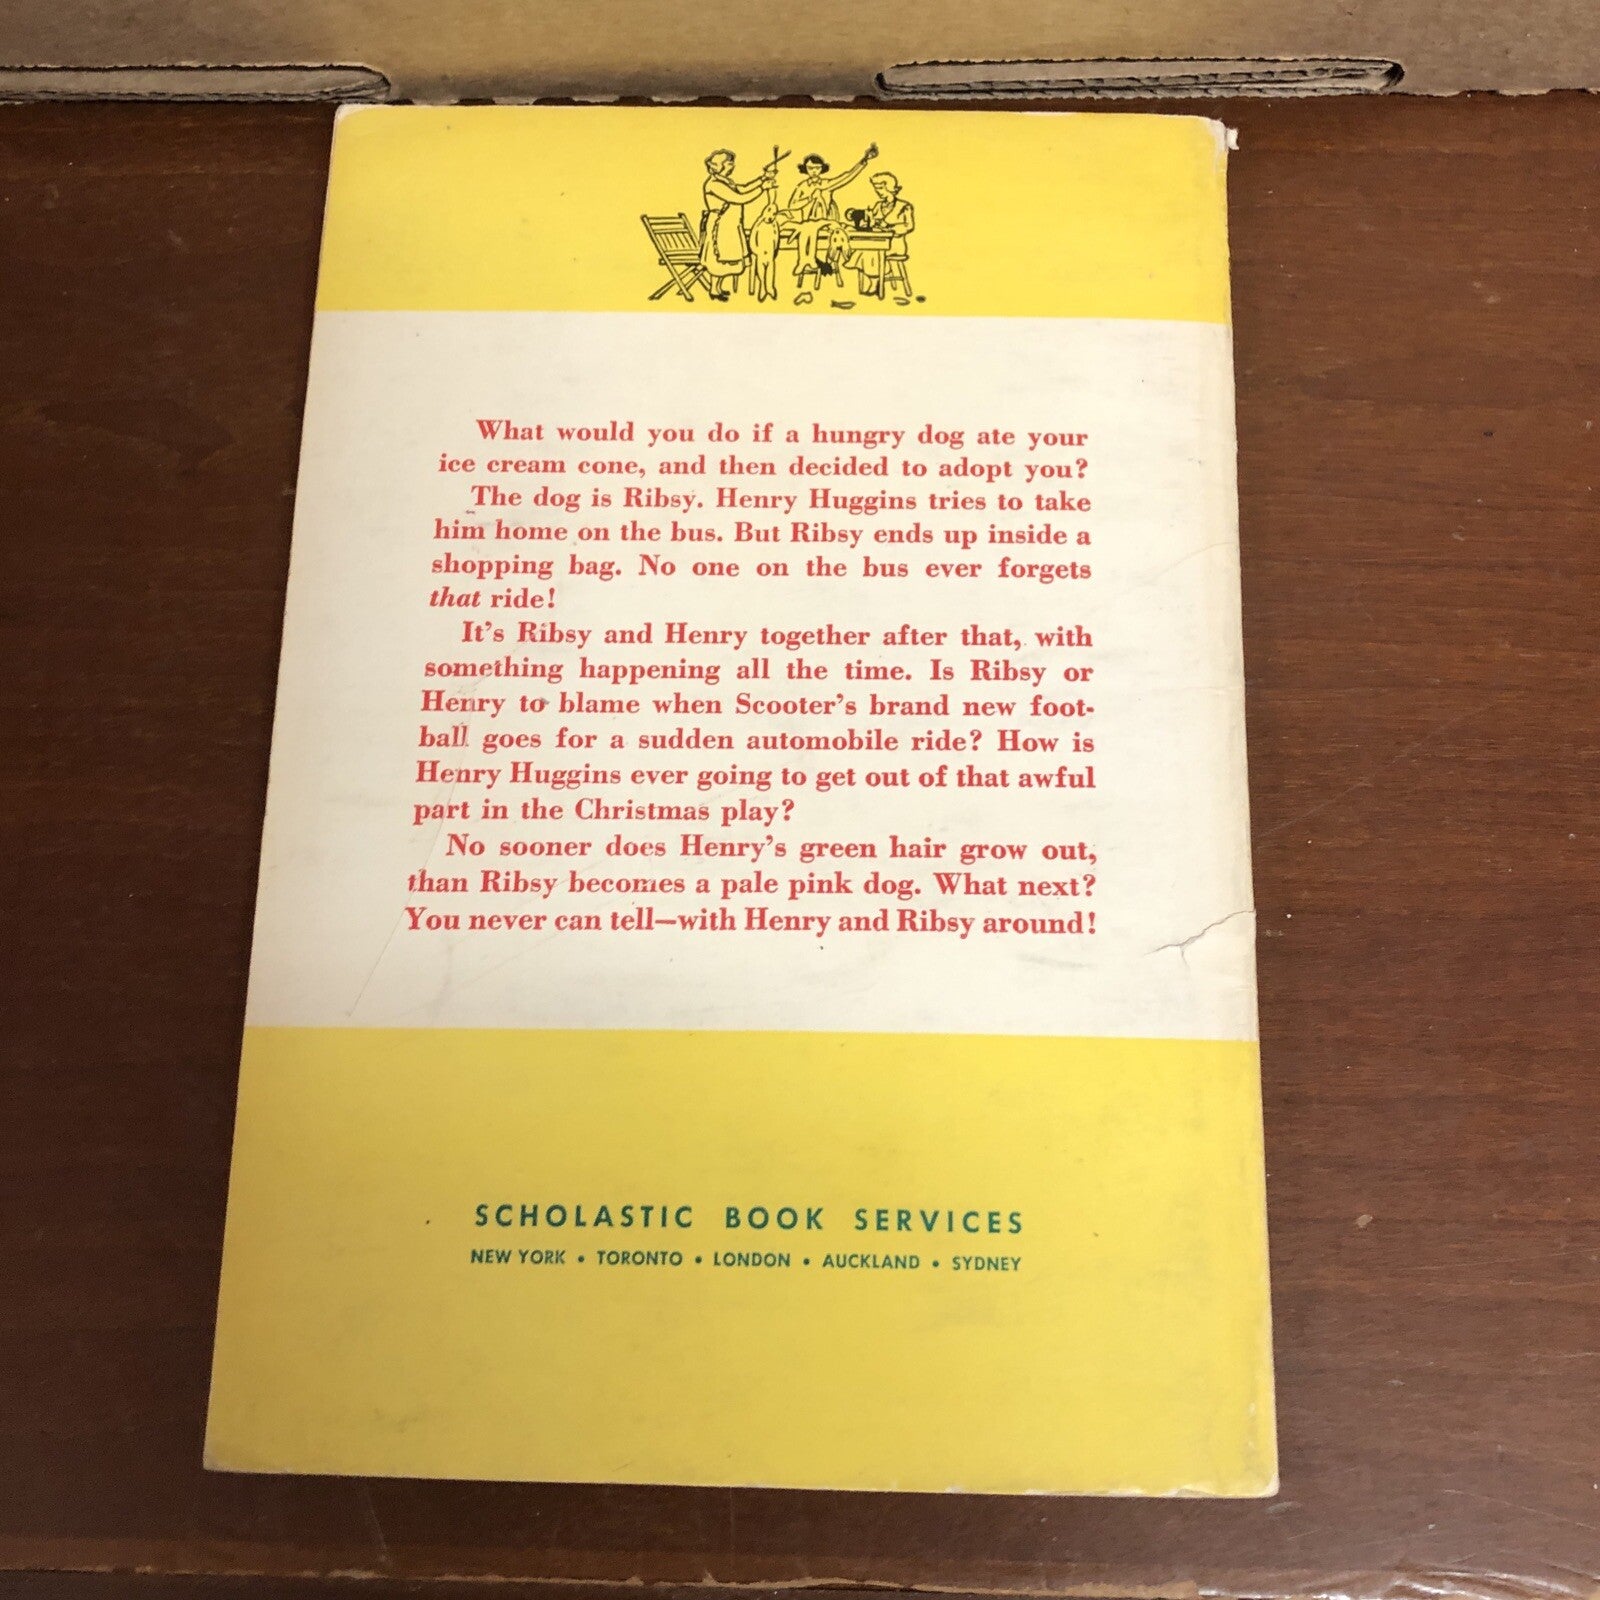 What would you do if a hungry dog ate your
ice cream cone, and then decided to adopt you?
The dog is Ribsy. Henry Huggins tries to take
him home on the bus. But Ribsy ends up inside a
shopping bag. No one on the bus ever forgets
that ride!
It's Ribsy and Henry together after that, with
something happening all the time. Is Ribsy or
Henry to blame when Scooter's brand new foot-
ball goes for a sudden automobile ride? How is
Henry Huggins ever going to get out of that awful
part in the Christmas play?
No sooner does Henry's green hair grow out,
than Ribsy becomes a pale pink dog. What next?
You never can tell—with Henry and Ribsy around!
SCHOLASTIC BOOK SERVICES
NEW YORK • TORONTO • LONDON • AUCKLAND • SYDNEY